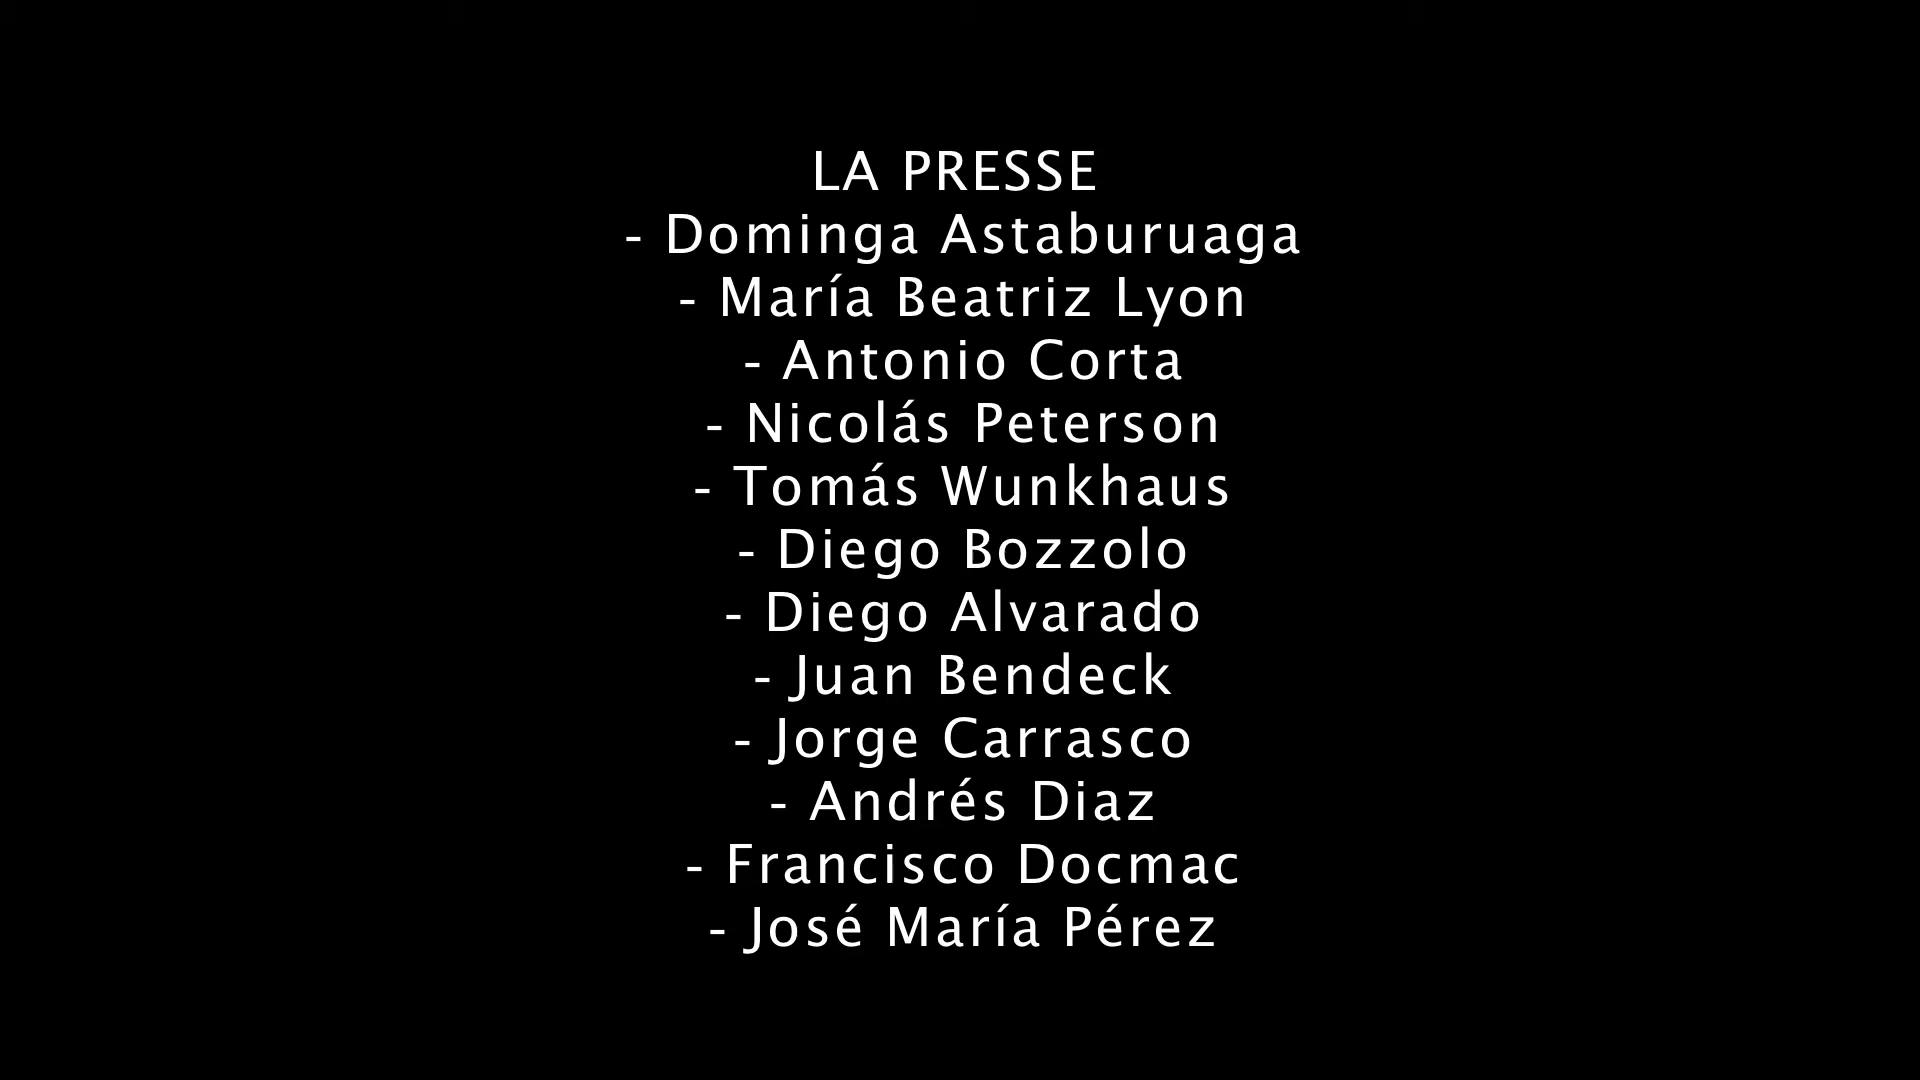 LA PRESSE
- Dominga Astaburuaga
- María Beatriz Lyon
- Antonio Corta
- Nicolás Peterson
- Tomás Wunkhaus
- Diego Bozzolo
- Diego Alvarado
- Juan Bendeck
- Jorge Carrasco
- Andrés Diaz
- Francisco Docmac
- José María Pérez